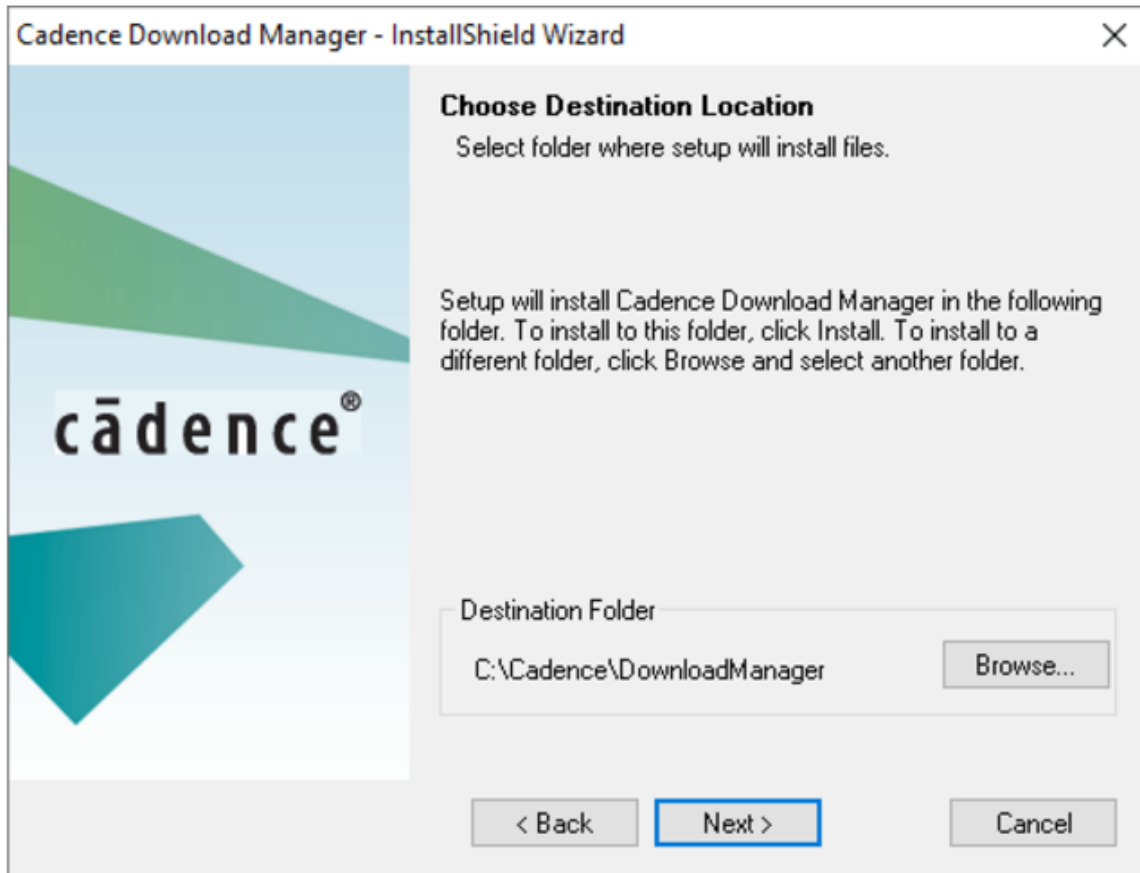 Cadence Download Manager - InstallShield Wizard
Choose Destination Location
Select folder where setup will install files.
Setup will install Cadence Download Manager in the following
folder. To install to this folder, click Install. To install to a
different folder, click Browse and select another folder.
cādence®
Destination Folder
C:\Cadence\DownloadManager
Browse...
< Back
Next >
Cancel